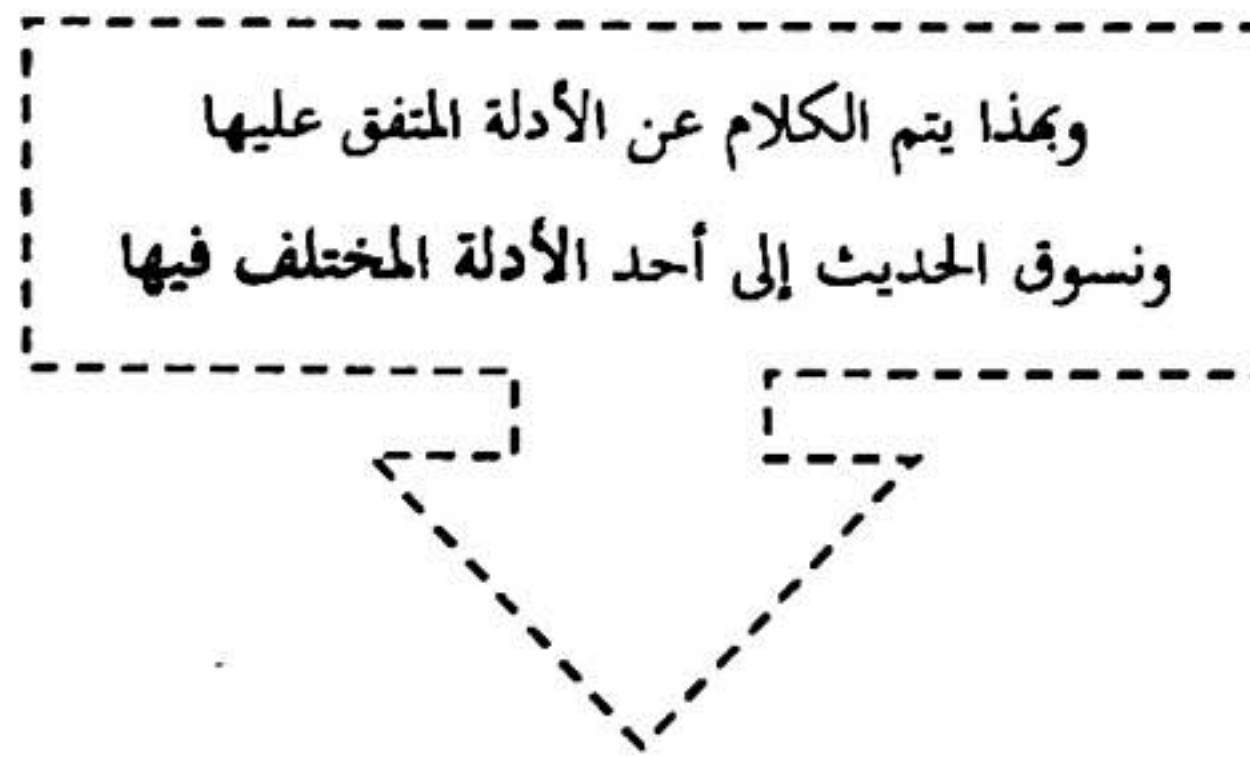 وبهذا يتم الكلام عن الأدلة المتفق عليها
ونسوق الحديث إلى أحد الأدلة المختلف فيها